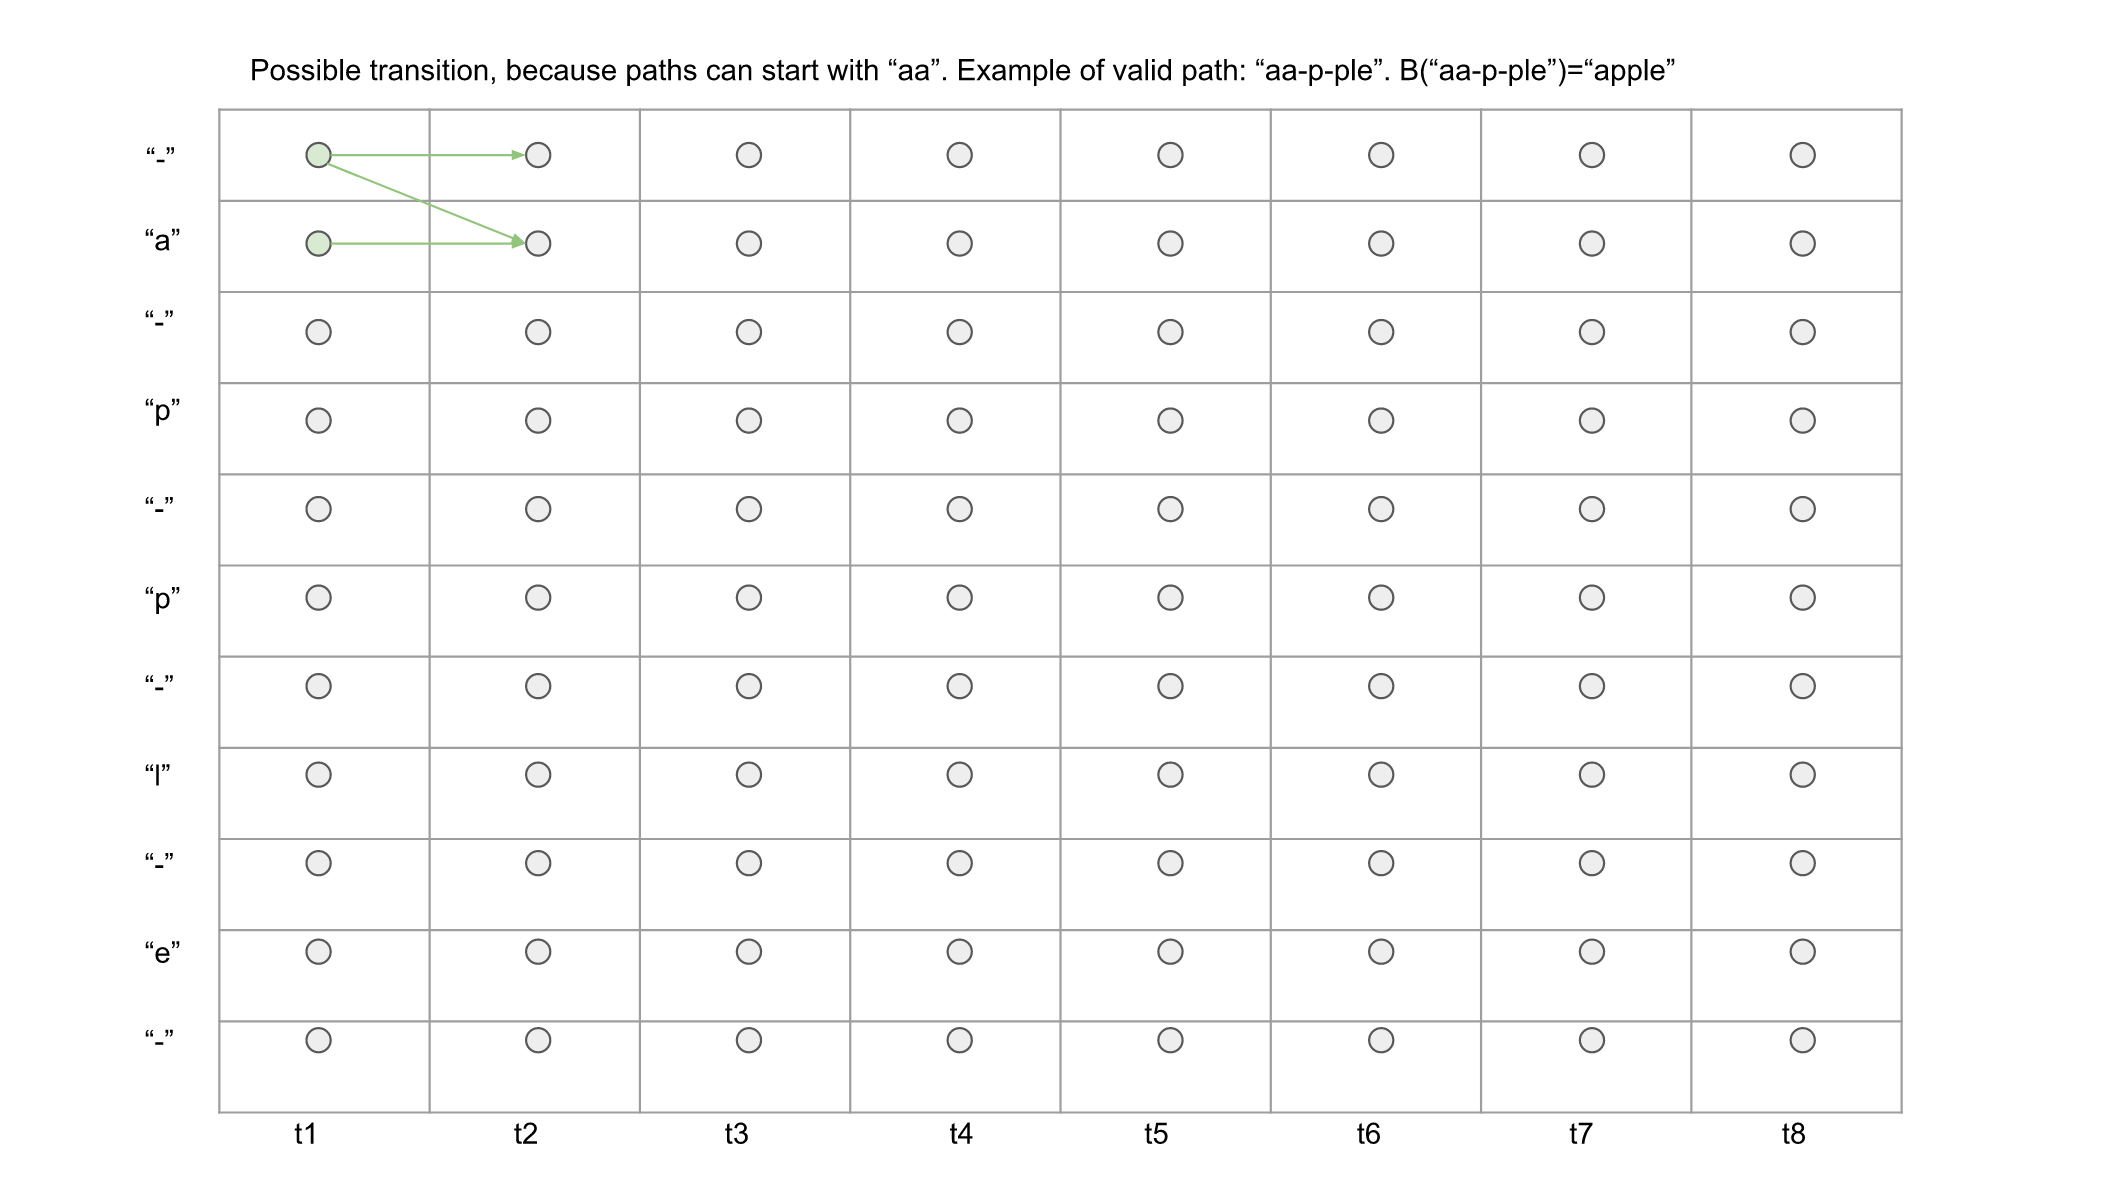 Possible transition, because paths can start with “aa”. Example of valid path: “aa-p-ple”. B(“aa-p-ple”)=“apple”
“-”
“a”
“-”
“p”
“-”
“p”
“-”
“l”
“-”
“e”
“-”
t1 t2 t3 t4 t5 t6 t7 t8